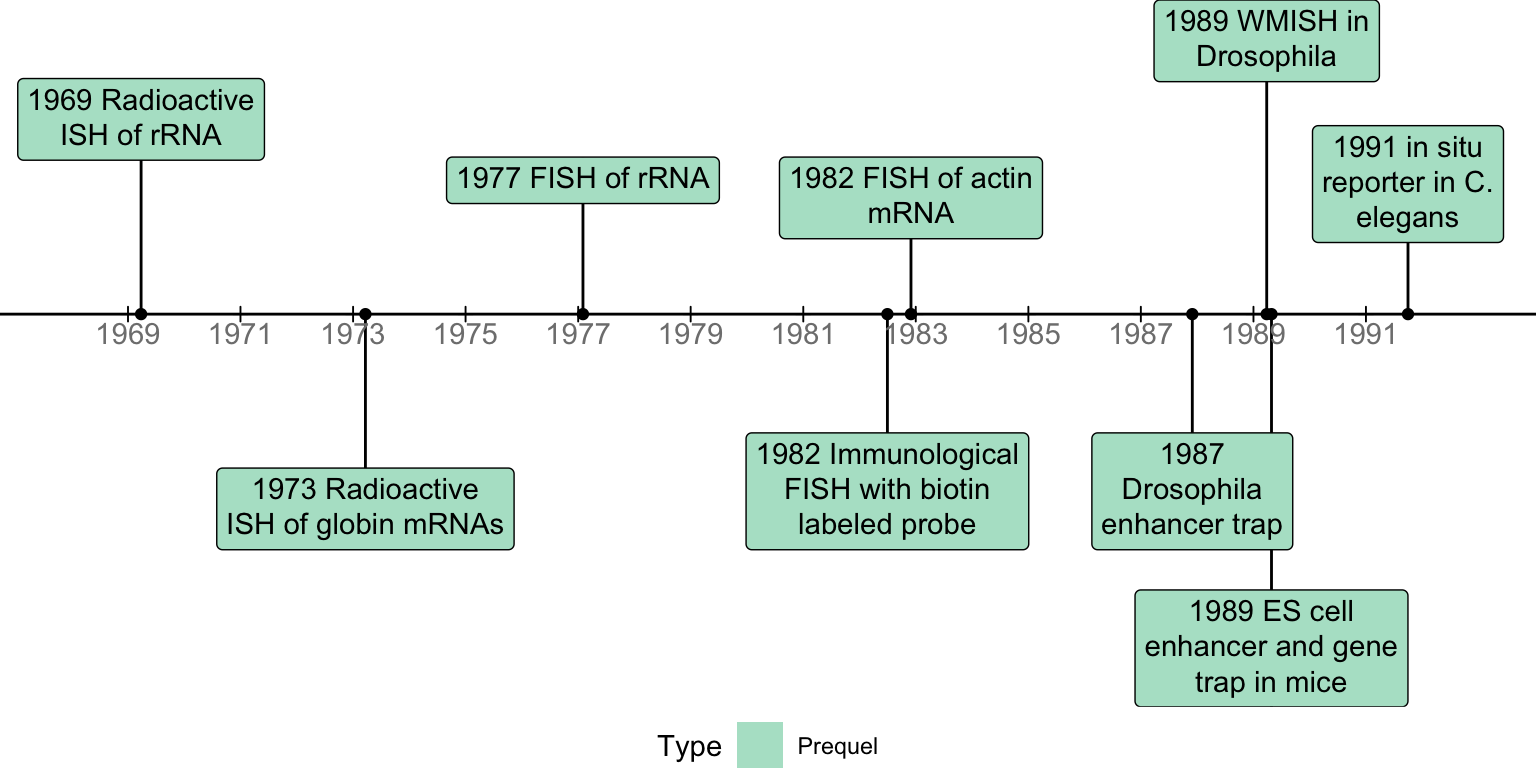 1989 WMISH in
Drosophila
1969 Radioactive
ISH of rRNA
1991 in situ
reporter in C.
elegans
1977 FISH of rRNA
1982 FISH of actin
mRNA
1969 1971 1973 1975 1977 1979 1981 1983 1985 1987 1989 1991
1982 Immunological
FISH with biotin
labeled probe
1987
Drosophila
enhancer trap
1973 Radioactive
ISH of globin mRNAs
1989 ES cell
enhancer and gene
trap in mice
Type Prequel